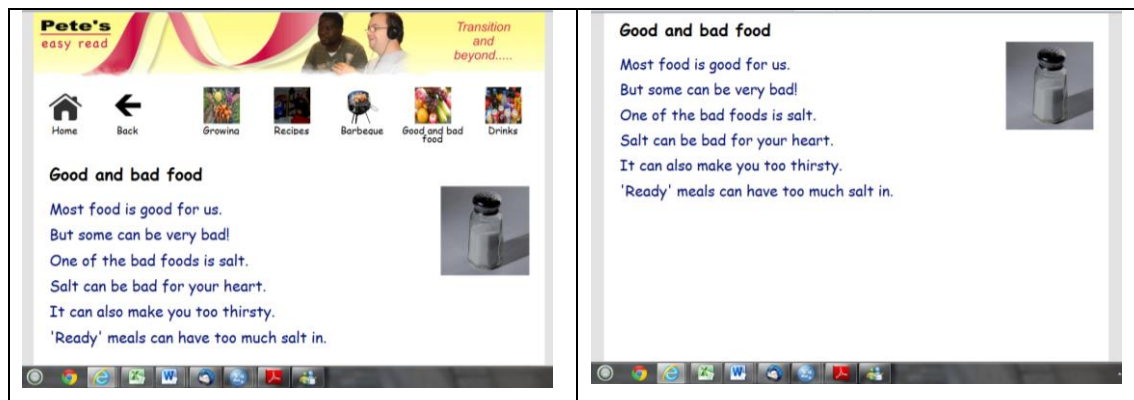 Pete's
easy read
Transition
and
beyond.....
Home
Back
Growing
Recipes
Barbeque
Good and bad
food
Drinks
Good and bad food
Most food is good for us.
But some can be very bad!
One of the bad foods is salt.
Salt can be bad for your heart.
It can also make you too thirsty.
'Ready' meals can have too much salt in.
Good and bad food
Most food is good for us.
But some can be very bad!
One of the bad foods is salt.
Salt can be bad for your heart.
It can also make you too thirsty.
'Ready' meals can have too much salt in.